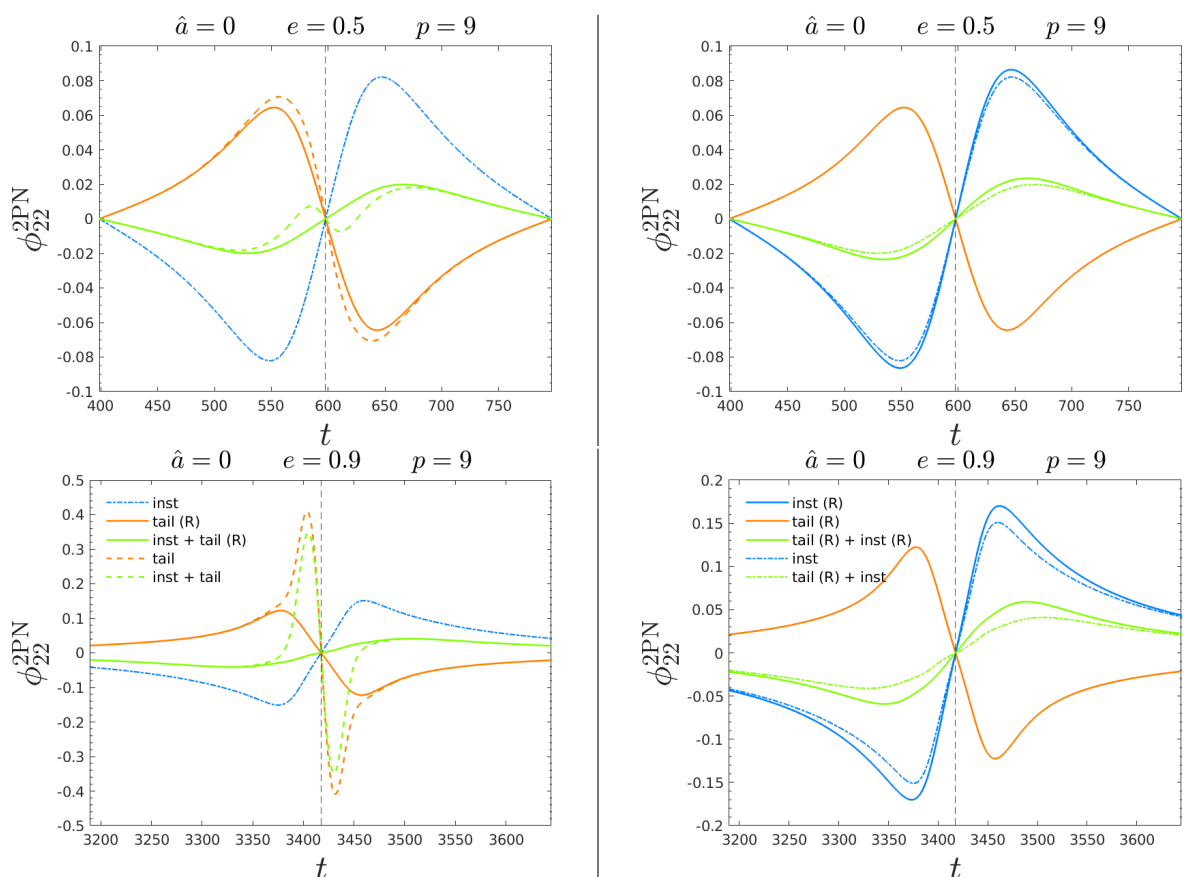 â = 0 e = 0.5 p = 9
0.1
0.08
0.06
0.04
0.02
0
-0.02
-0.04
-0.06
-0.08
-0.1
ϕ₂₂^2PN
400 450 500 550 600 650 700 750
t
â = 0 e = 0.5 p = 9
0.1
0.08
0.06
0.04
0.02
0
-0.02
-0.04
-0.06
-0.08
-0.1
ϕ₂₂^2PN
400 450 500 550 600 650 700 750
t
â = 0 e = 0.9 p = 9
0.5
0.4
0.3
0.2
0.1
0
-0.1
-0.2
-0.3
-0.4
-0.5
ϕ₂₂^2PN
inst
tail (R)
inst + tail (R)
tail
inst + tail
3200 3250 3300 3350 3400 3450 3500 3550 3600
t
â = 0 e = 0.9 p = 9
0.2
0.15
0.1
0.05
0
-0.05
-0.1
-0.15
-0.2
ϕ₂₂^2PN
inst (R)
tail (R)
tail (R) + inst (R)
inst
tail (R) + inst
3200 3250 3300 3350 3400 3450 3500 3550 3600
t